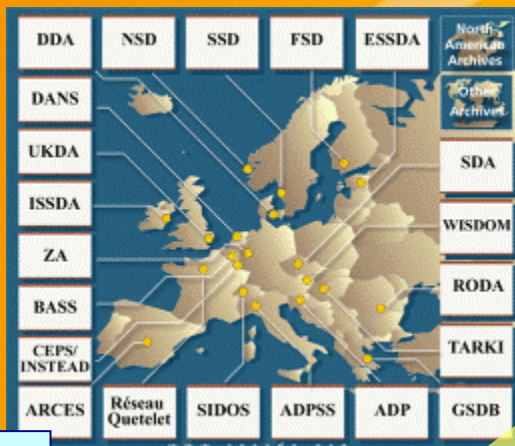 DDA
NSD
SSD
FSD
ESSDA
North-
American
Archives
DANS
Other
Archives
UKDA
SDA
ISSDA
WISDOM
ZA
RODA
BASS
CEPS/
INSTEAD
TARKI
ARCES
Réseau
Quetelet
SIDOS
ADPSS
ADP
GSDB